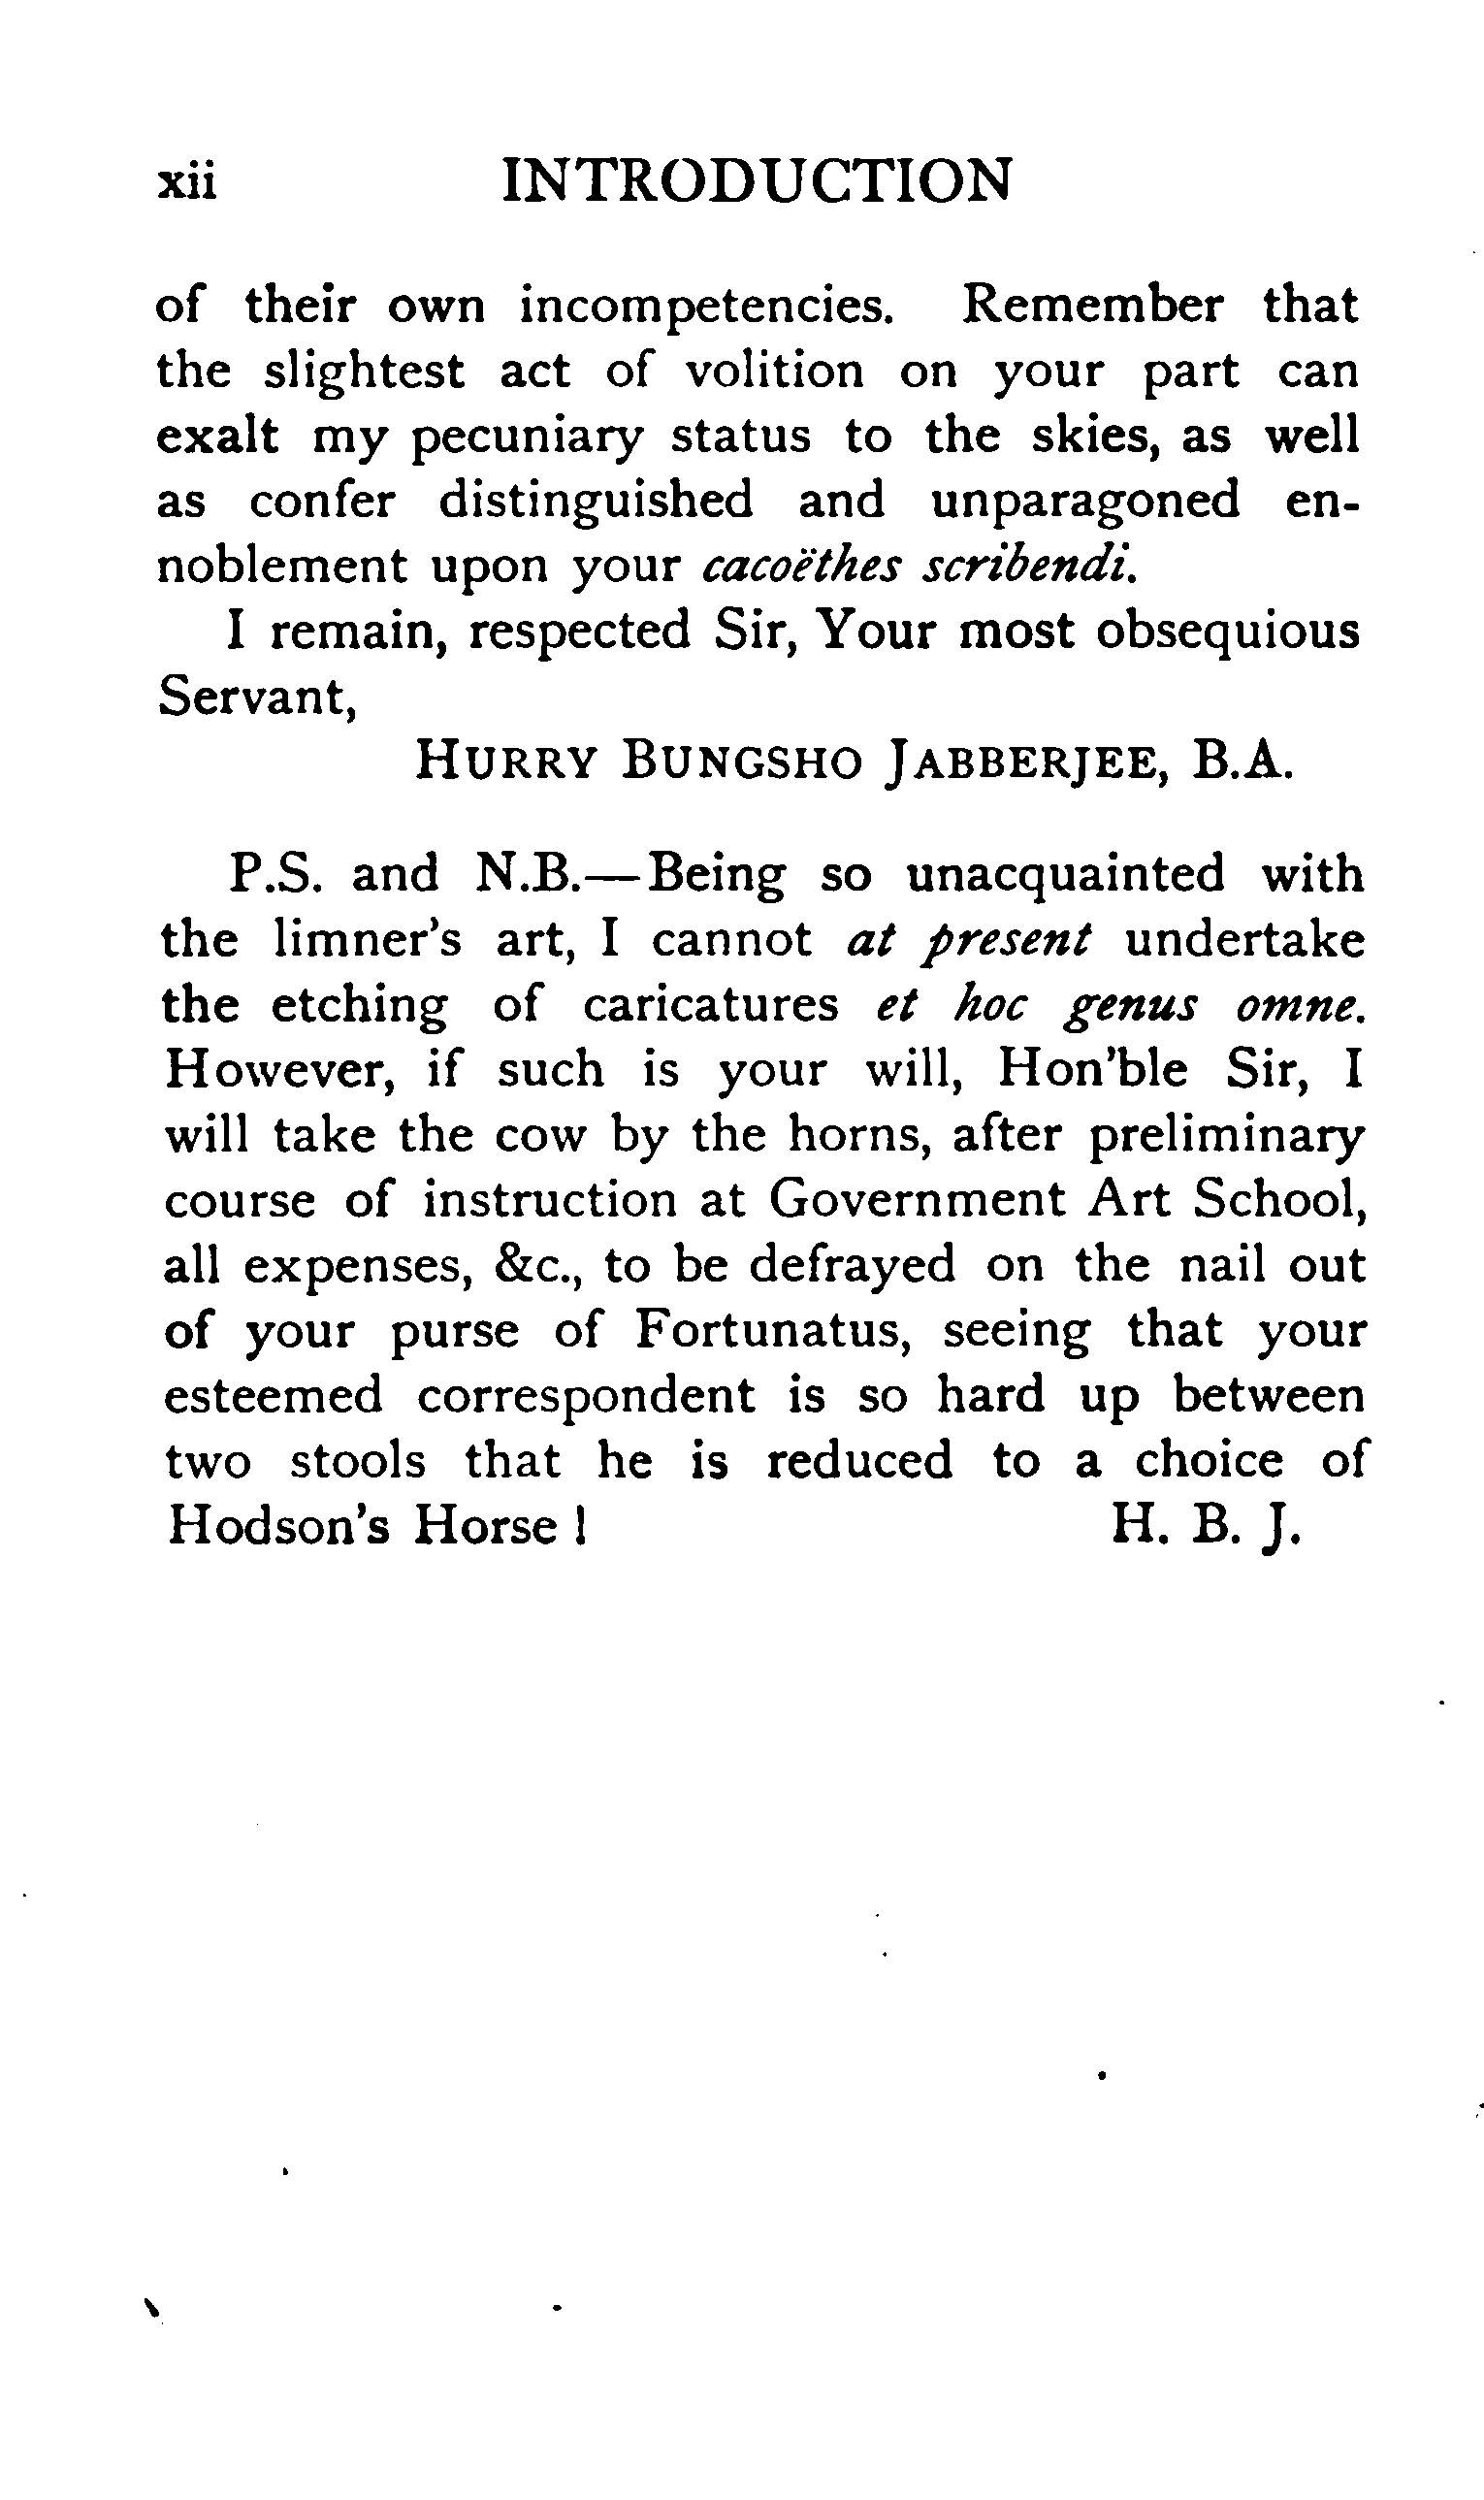 xii INTRODUCTION
of their own incompetencies. Remember that
the slightest act of volition on your part can
exalt my pecuniary status to the skies, as well
as confer distinguished and unparagoned en-
noblement upon your cacoëthes scribendi.
I remain, respected Sir, Your most obsequious
Servant,
HURRY BUNGSHO JABBERJEE, B.A.
P.S. and N.B.—Being so unacquainted with
the limner's art, I cannot at present undertake
the etching of caricatures et hoc genus omne.
However, if such is your will, Hon'ble Sir, I
will take the cow by the horns, after preliminary
course of instruction at Government Art School,
all expenses, &c., to be defrayed on the nail out
of your purse of Fortunatus, seeing that your
esteemed correspondent is so hard up between
two stools that he is reduced to a choice of
Hodson's Horse! H. B. J.